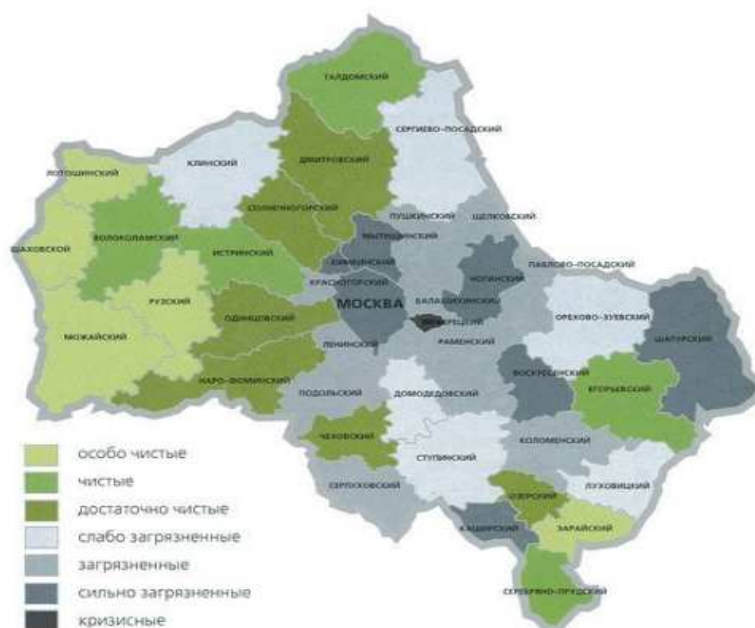 ТАЛДОМСКИЙ
СЕРГИЕВО-ПОСАДСКИЙ
ДМИТРОВСКИЙ
КЛИНСКИЙ
ЛОТОШИНСКИЙ
СОЛНЕЧНОГОРСКИЙ
ПУШКИНСКИЙ
ЩЕЛКОВСКИЙ
ШАХОВСКОЙ
ВОЛОКОЛАМСКИЙ
МЫТИЩИНСКИЙ
ИСТРИНСКИЙ
ХИМКИНСКИЙ
ПАВЛОВО-ПОСАДСКИЙ
НОГИНСКИЙ
КРАСНОГОРСКИЙ
РУЗСКИЙ
МОСКВА
БАЛАШИХИНСКИЙ
ОДИНЦОВСКИЙ
ЛЮБЕРЕЦКИЙ
ОРЕХОВО-ЗУЕВСКИЙ
МОЖАЙСКИЙ
ЛЕНИНСКИЙ
РАМЕНСКИЙ
ШАТУРСКИЙ
НАРО-ФОМИНСКИЙ
ВОСКРЕСЕНСКИЙ
ПОДОЛЬСКИЙ
ДОМОДЕДОВСКИЙ
ЕГОРЬЕВСКИЙ
ЧЕХОВСКИЙ
КОЛОМЕНСКИЙ
СТУПИНСКИЙ
СЕРПУХОВСКИЙ
ЛУХОВИЦКИЙ
ОЗЕРСКИЙ
КАШИРСКИЙ
ЗАРАЙСКИЙ
СЕРЕБРЯНО-ПРУДСКИЙ
особо чистые
чистые
достаточно чистые
слабо загрязненные
загрязненные
сильно загрязненные
кризисные